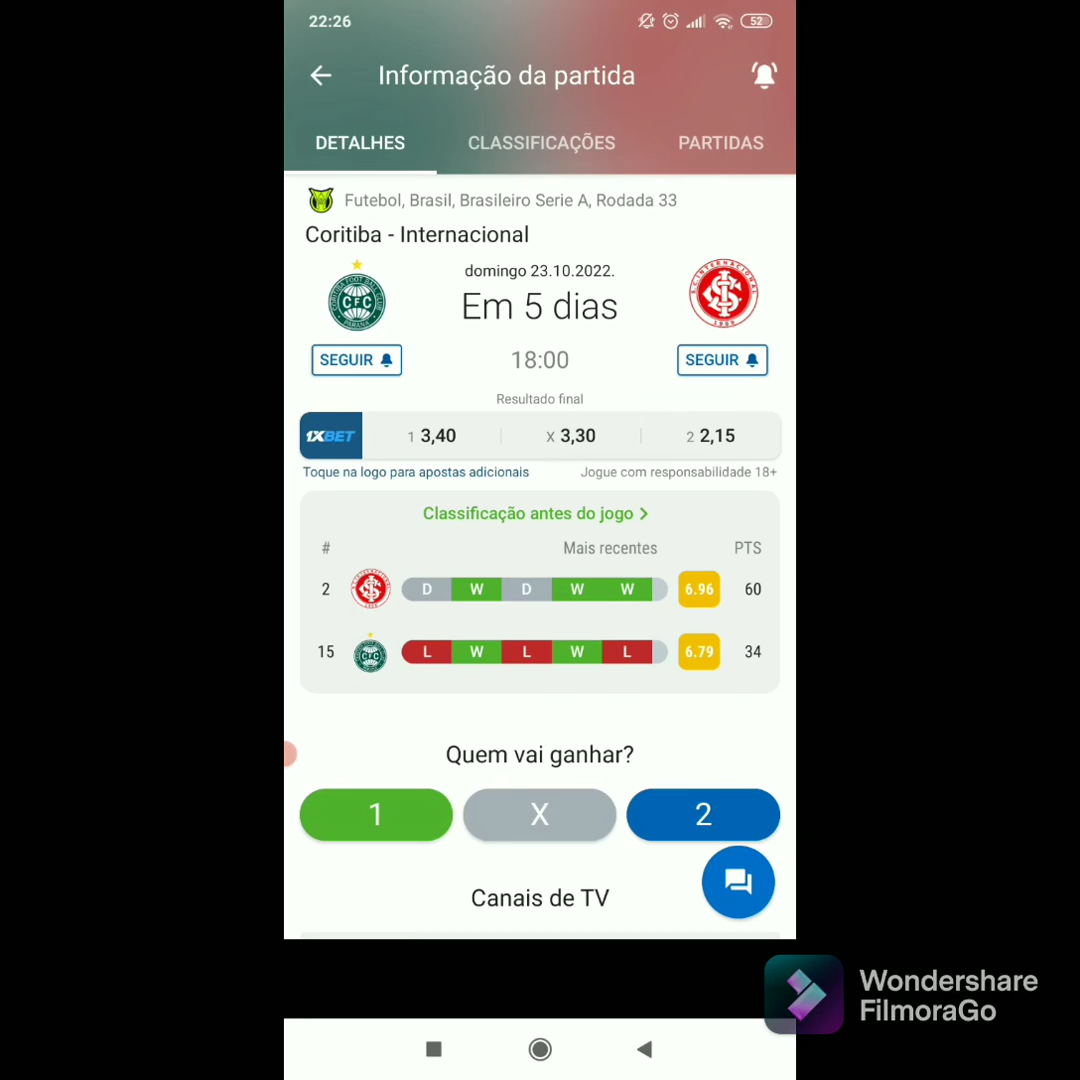 22:26
52
Informação da partida
DETALHES CLASSIFICAÇÕES PARTIDAS
Futebol, Brasil, Brasileiro Serie A, Rodada 33
Coritiba - Internacional
domingo 23.10.2022.
Em 5 dias
SEGUIR 18:00 SEGUIR
Resultado final
1XBET 1 3,40 X 3,30 2 2,15
Toque na logo para apostas adicionais Jogue com responsabilidade 18+
Classificação antes do jogo
# Mais recentes PTS
2 D W D W W 6.96 60
15 L W L W L 6.79 34
Quem vai ganhar?
1 X 2
Canais de TV
Wondershare
FilmoraGo